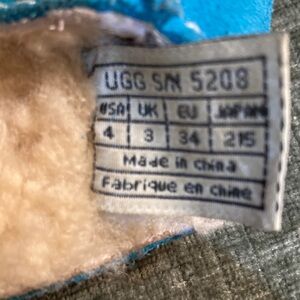 UGG S/N 5208
USA UK EU JAPAN
4 3 34 215
Made in China
Fabrique en Chine